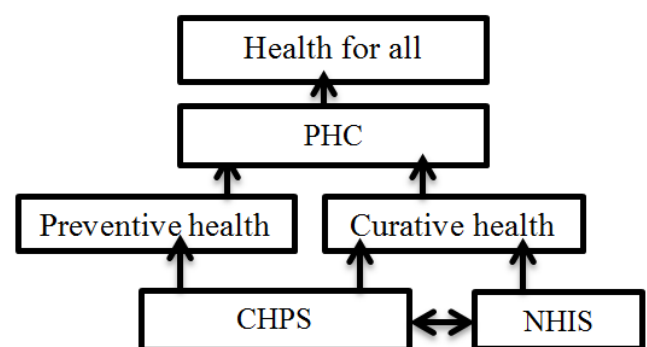 Health for all
PHC
Preventive health
Curative health
CHPS
NHIS